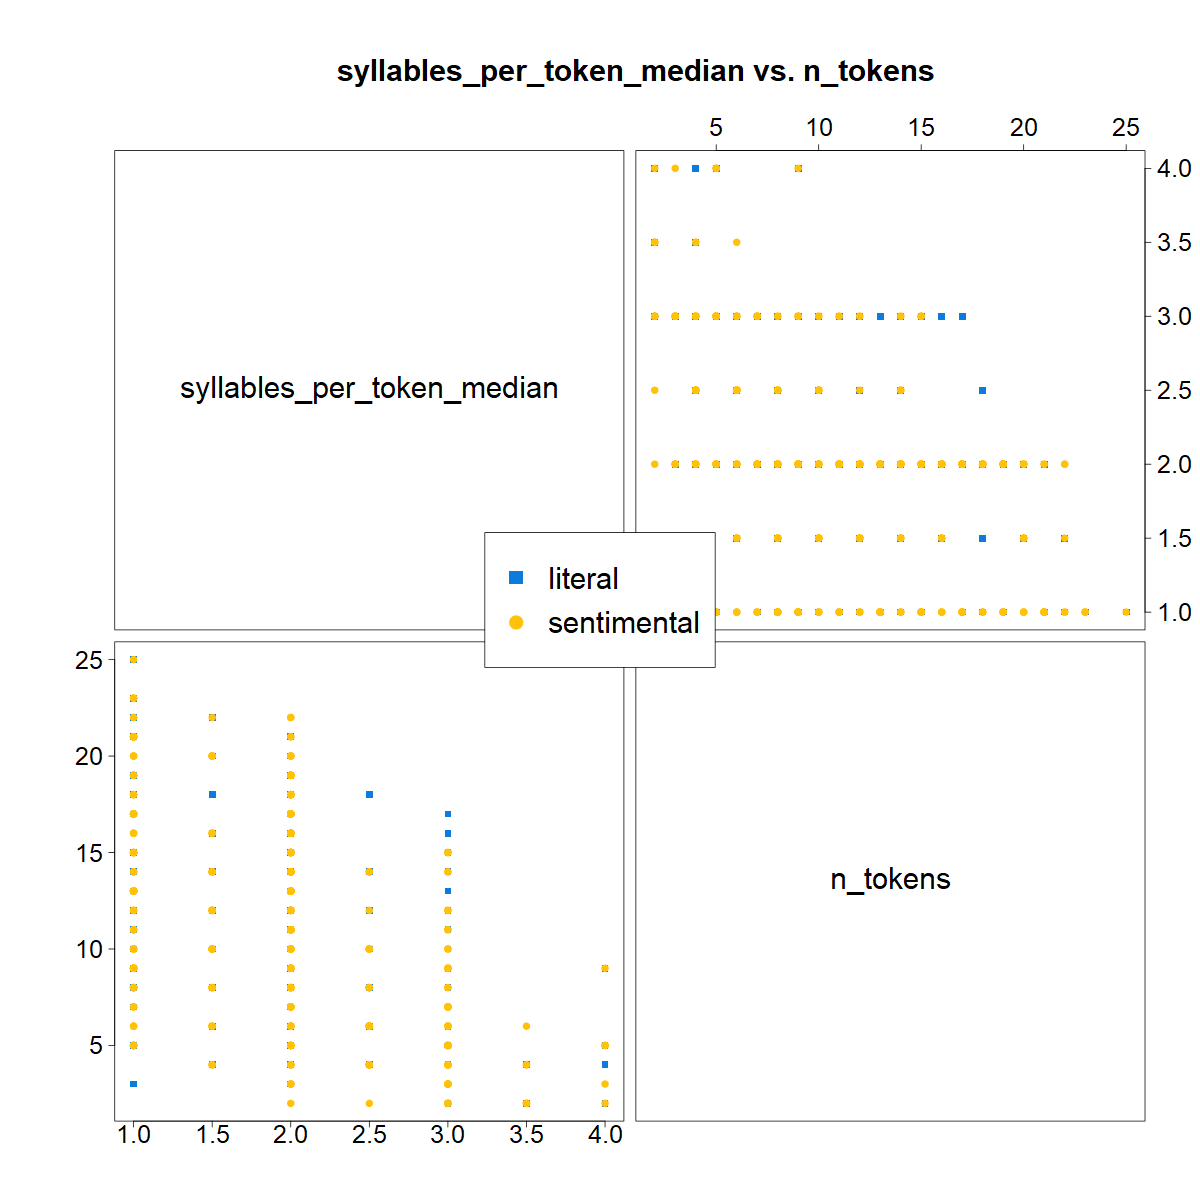 syllables_per_token_median vs. n_tokens
5 10 15 20 25
4.0
3.5
3.0
2.5
2.0
1.5
1.0
syllables_per_token_median
literal
sentimental
25
20
15
10
5
n_tokens
1.0 1.5 2.0 2.5 3.0 3.5 4.0